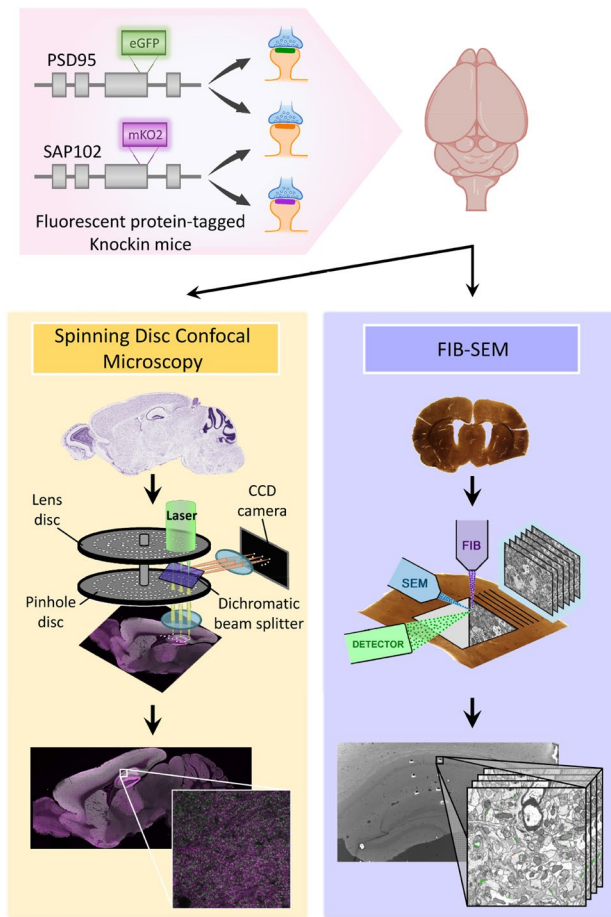 eGFP
PSD95
mKO2
SAP102
Fluorescent protein-tagged
Knockin mice
Spinning Disc Confocal
Microscopy
FIB-SEM
Lens
disc
Laser
CCD
camera
Pinhole
disc
Dichromatic
beam splitter
FIB
SEM
DETECTOR